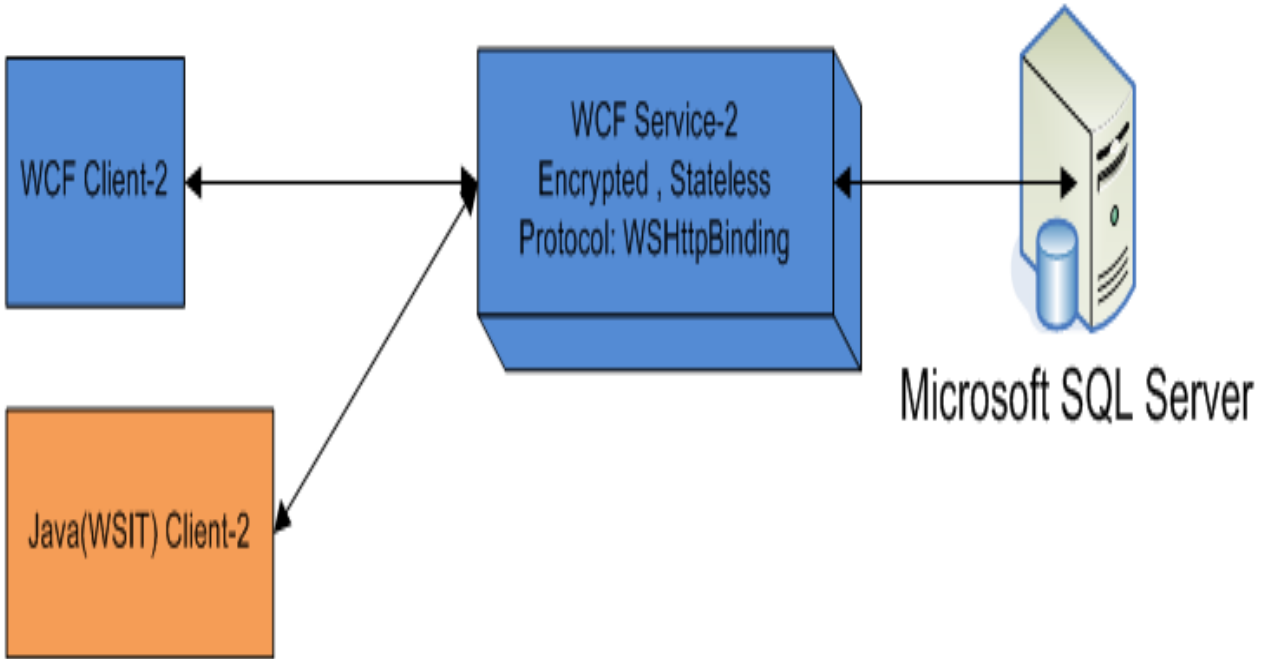 WCF Client-2
WCF Service-2
Encrypted , Stateless
Protocol: WSHttpBinding
Microsoft SQL Server
Java(WSIT) Client-2